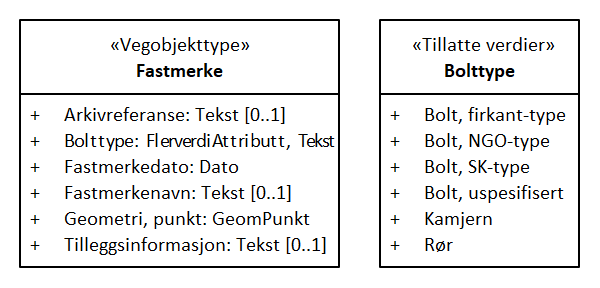 «Vegobjekttype»
Fastmerke
+ Arkivreferanse: Tekst [0..1]
+ Bolttype: FlerverdiAttributt, Tekst
+ Fastmerkedato: Dato
+ Fastmerkenavn: Tekst [0..1]
+ Geometri, punkt: GeomPunkt
+ Tilleggsinformasjon: Tekst [0..1]
«Tillatte verdier»
Bolttype
+ Bolt, firkant-type
+ Bolt, NGO-type
+ Bolt, SK-type
+ Bolt, uspesifisert
+ Kamjern
+ Rør